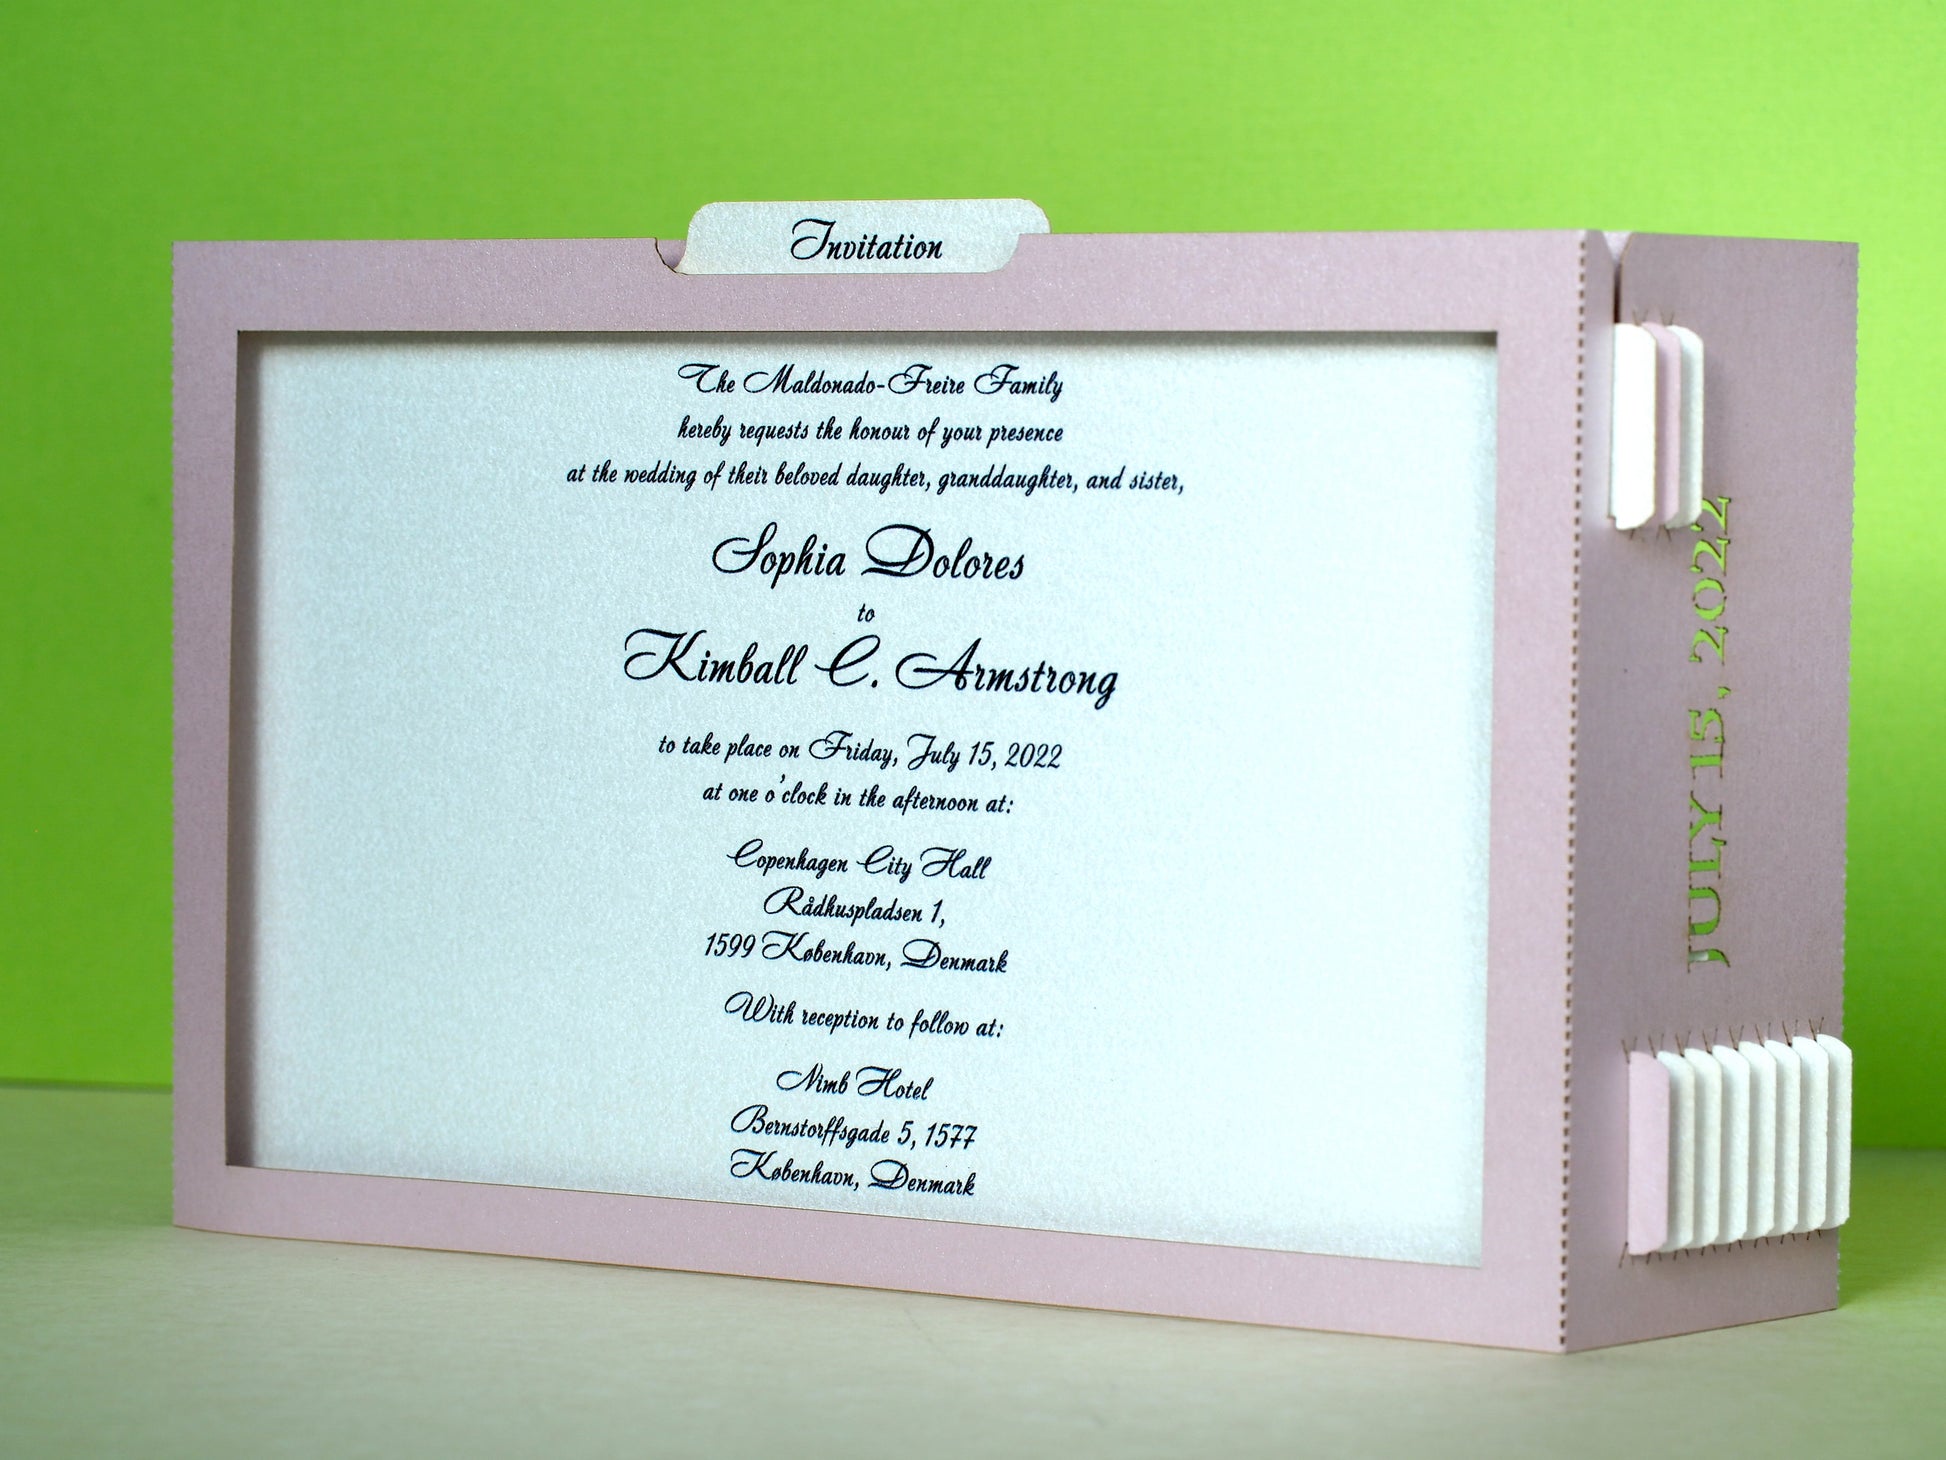 Invitation
The Maldonado-Freire Family
hereby requests the honour of your presence
at the wedding of their beloved daughter, granddaughter, and sister,
Sophia Dolores
to
Kimball C. Armstrong
to take place on Friday, July 15, 2022
at one o'clock in the afternoon at:
Copenhagen City Hall
Rådhuspladsen 1,
1599 København, Denmark
With reception to follow at:
Nimb Hotel
Bernstorffsgade 5, 1577
København, Denmark
JULY 15, 2022